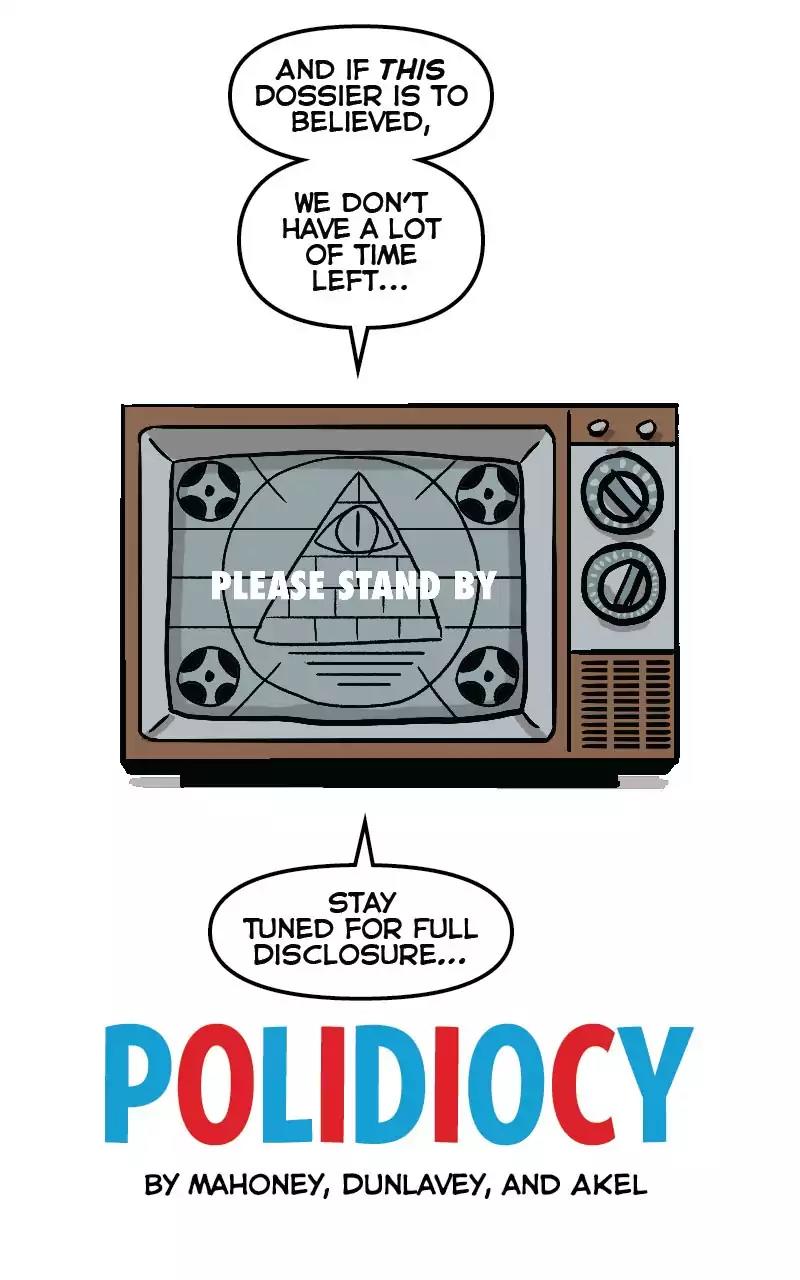 AND IF THIS
DOSSIER IS TO
BELIEVED,
WE DON'T
HAVE A LOT
OF TIME
LEFT...
PLEASE STAND BY
STAY
TUNED FOR FULL
DISCLOSURE...
POLIDIOCY
BY MAHONEY, DUNLAVEY, AND AKEL